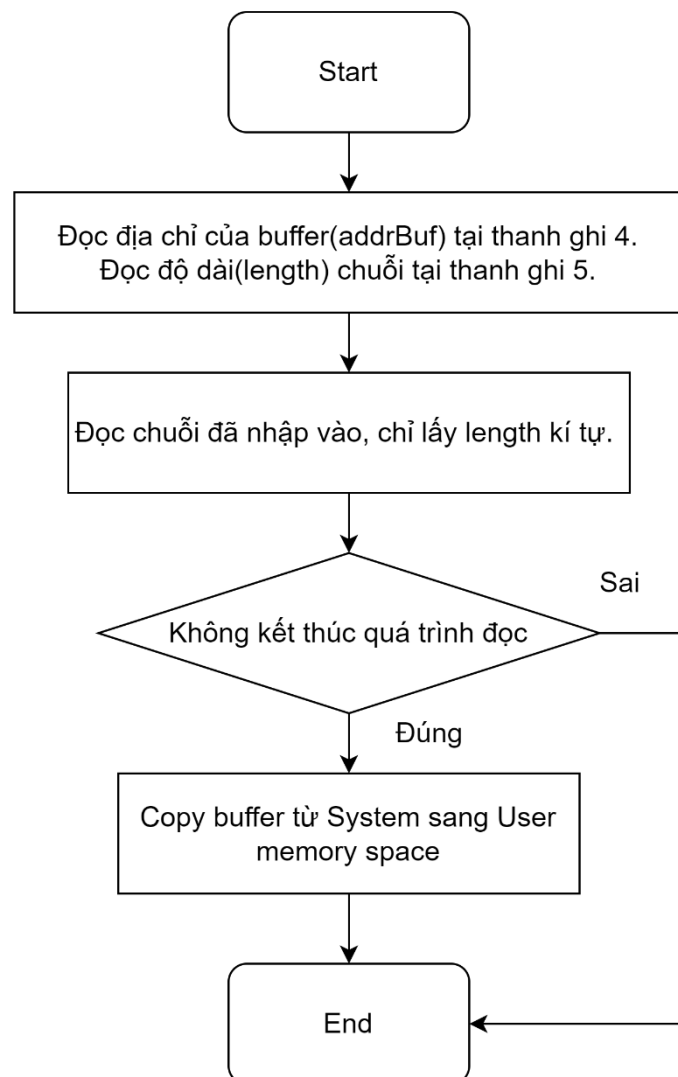 Start
Đọc địa chỉ của buffer(addrBuf) tại thanh ghi 4.
Đọc độ dài(length) chuỗi tại thanh ghi 5.
Đọc chuỗi đã nhập vào, chỉ lấy length kí tự.
Sai
Không kết thúc quá trình đọc
Đúng
Copy buffer từ System sang User
memory space
End